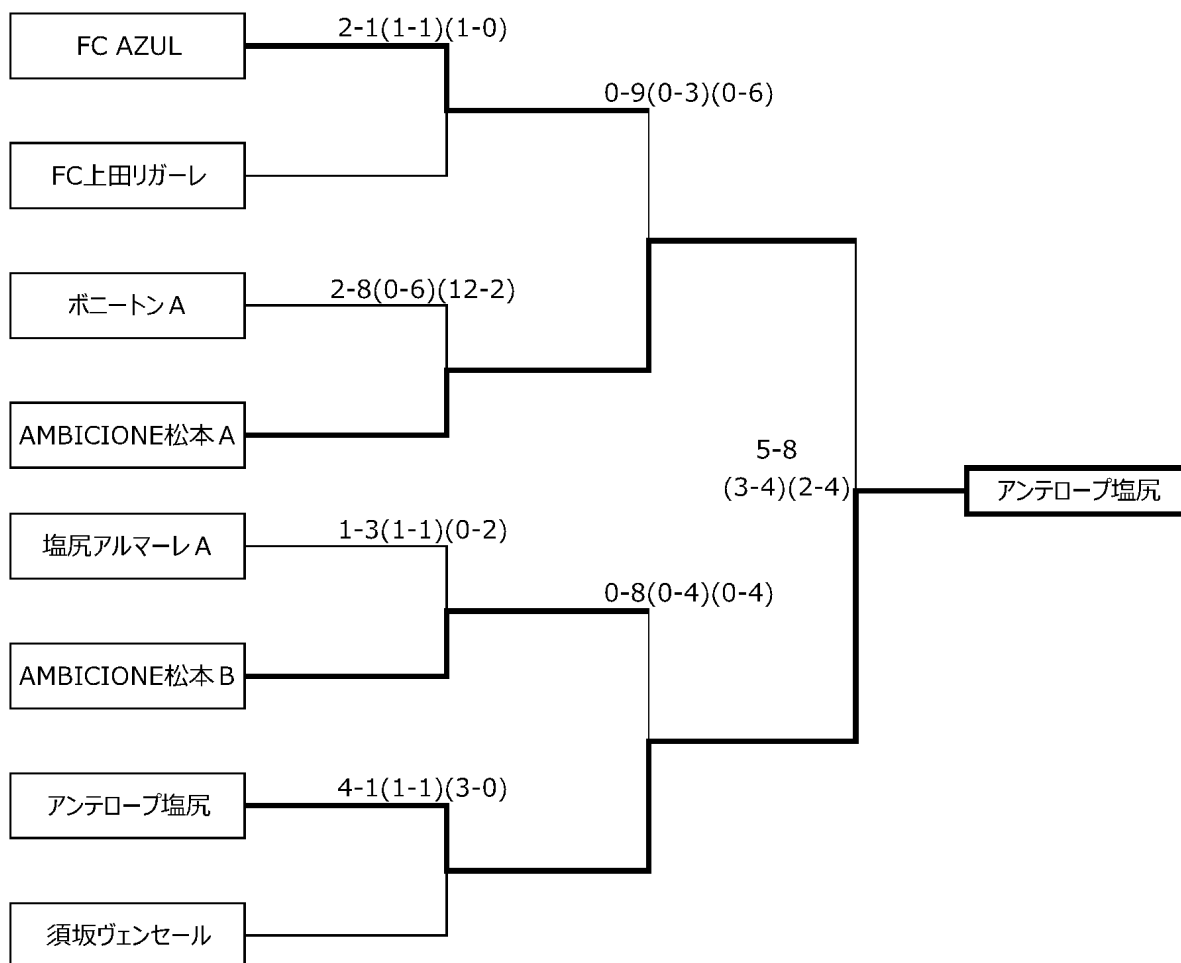 2-1(1-1)(1-0)
FC AZUL
0-9(0-3)(0-6)
FC上田リガーレ
2-8(0-6)(12-2)
ボニートンA
AMBICIONE松本A
5-8
(3-4)(2-4)
アンテロープ塩尻
1-3(1-1)(0-2)
塩尻アルマーレA
0-8(0-4)(0-4)
AMBICIONE松本B
4-1(1-1)(3-0)
アンテロープ塩尻
須坂ヴェンセール